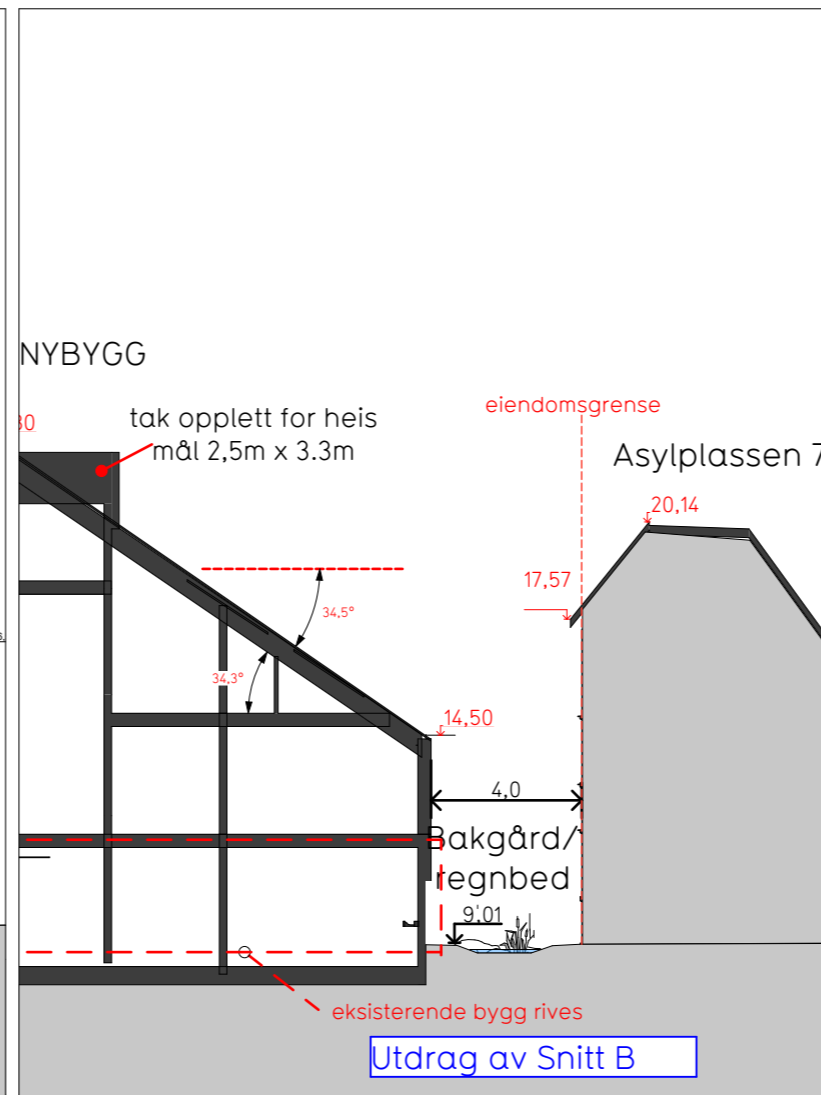 NYBYGG
30
tak opplett for heis
mål 2,5m x 3.3m
eiendomsgrense
Asylplassen 7
20,14
17,57
34,5°
34,3°
14,50
4,0
Bakgård/
regnbed
9.01
eksisterende bygg rives
Utdrag av Snitt B